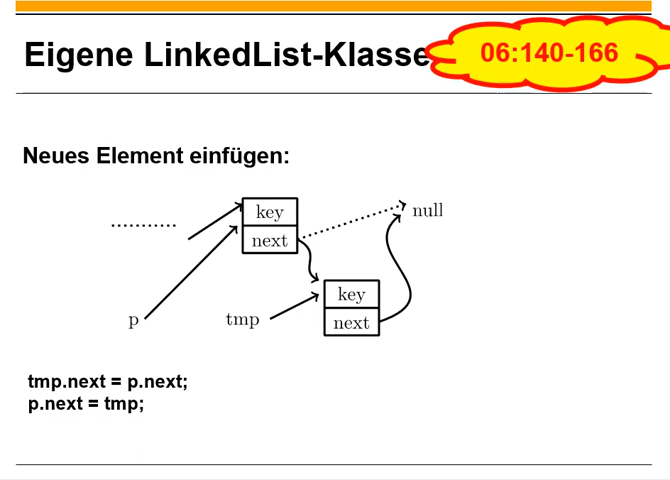 Eigene LinkedList-Klasse
06:140-166
Neues Element einfügen:
key
next
null
key
next
p
tmp
tmp.next = p.next;
p.next = tmp;